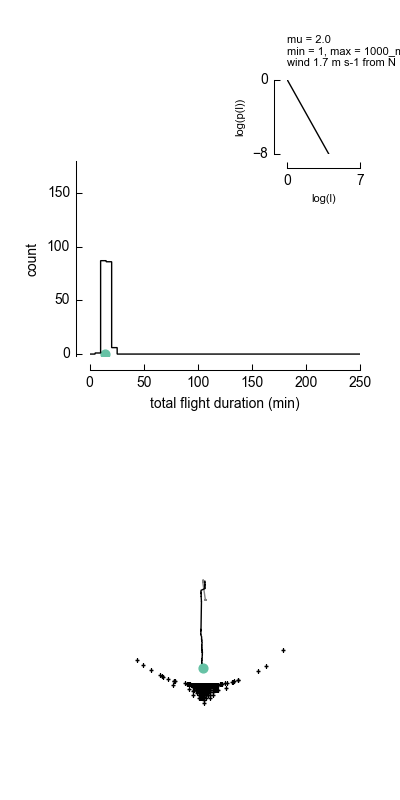 mu = 2.0
min = 1, max = 1000_m
wind 1.7 m s-1 from N
0
log(p(l))
−8
0 7
log(l)
150
100
count
50
0
0 50 100 150 200 250
total flight duration (min)